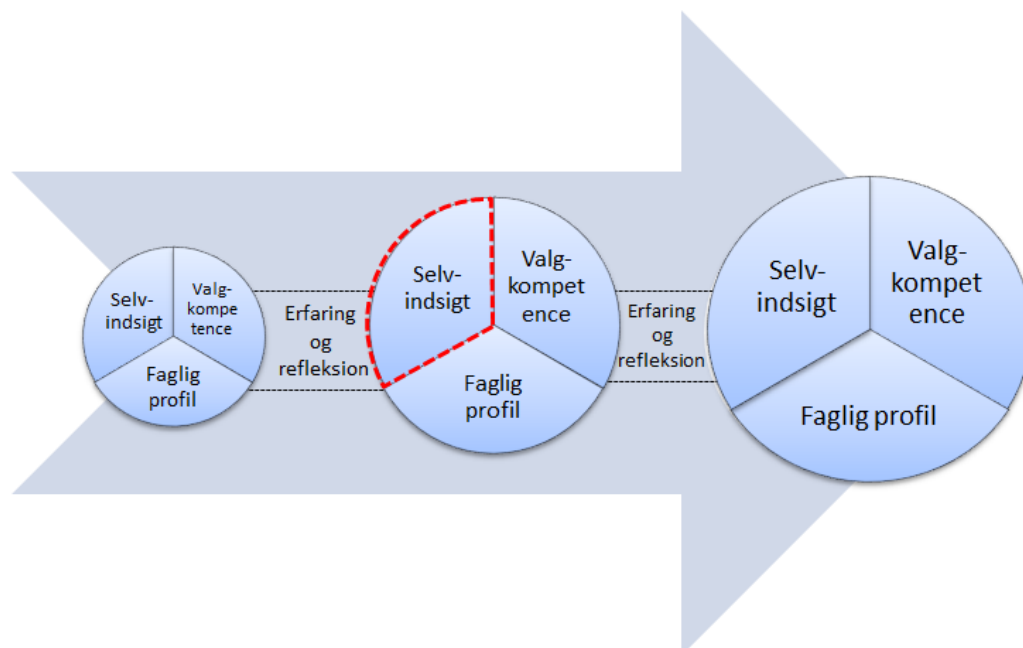 Selv-
indsigt
Valg-
kompe
tence
Faglig
profil
Erfaring
og
refleksion
Selv-
indsigt
Valg-
kompet
ence
Faglig
profil
Erfaring
og
refleksion
Selv-
indsigt
Valg-
kompet
ence
Faglig profil